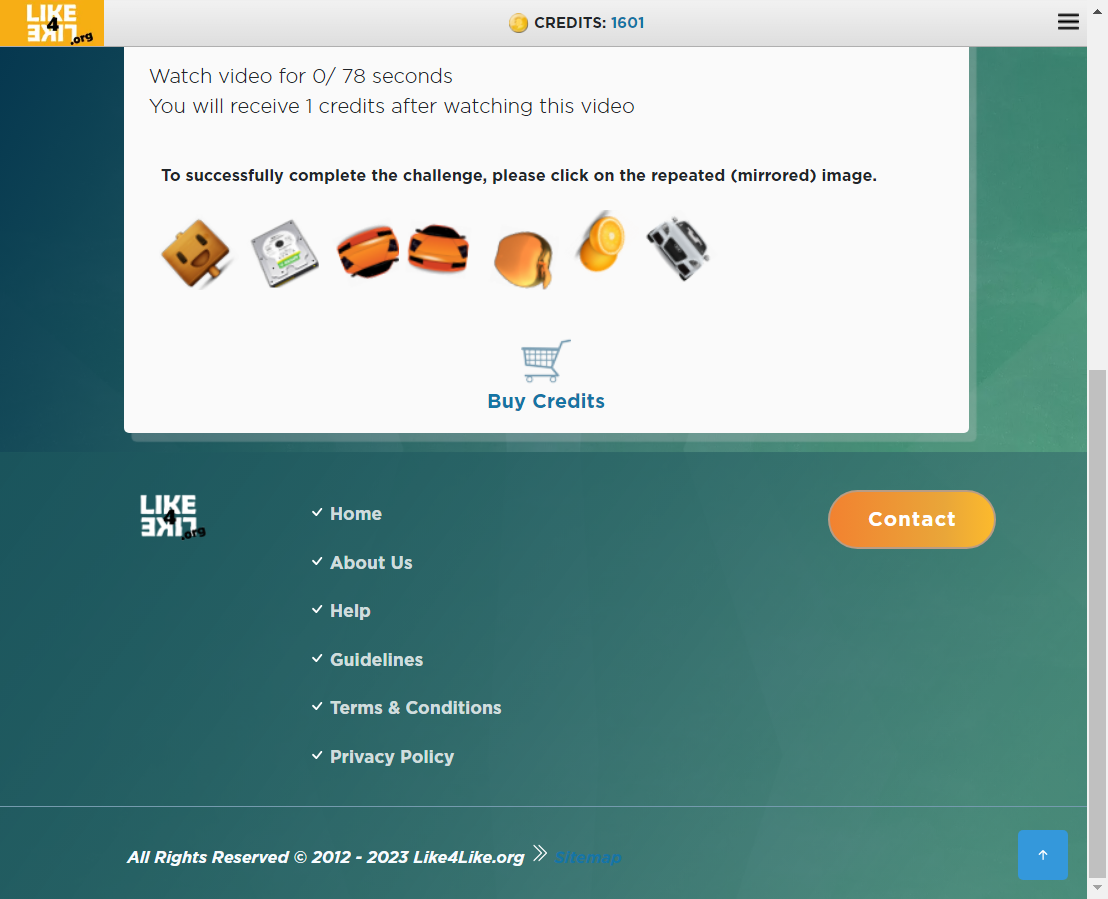 LIKE
4
LIKE
.org
CREDITS: 1601
Watch video for 0/ 78 seconds
You will receive 1 credits after watching this video
To successfully complete the challenge, please click on the repeated (mirrored) image.
Buy Credits
LIKE
4
LIKE
.org
Home
About Us
Help
Guidelines
Terms & Conditions
Privacy Policy
Contact
All Rights Reserved © 2012 - 2023 Like4Like.org » Sitemap